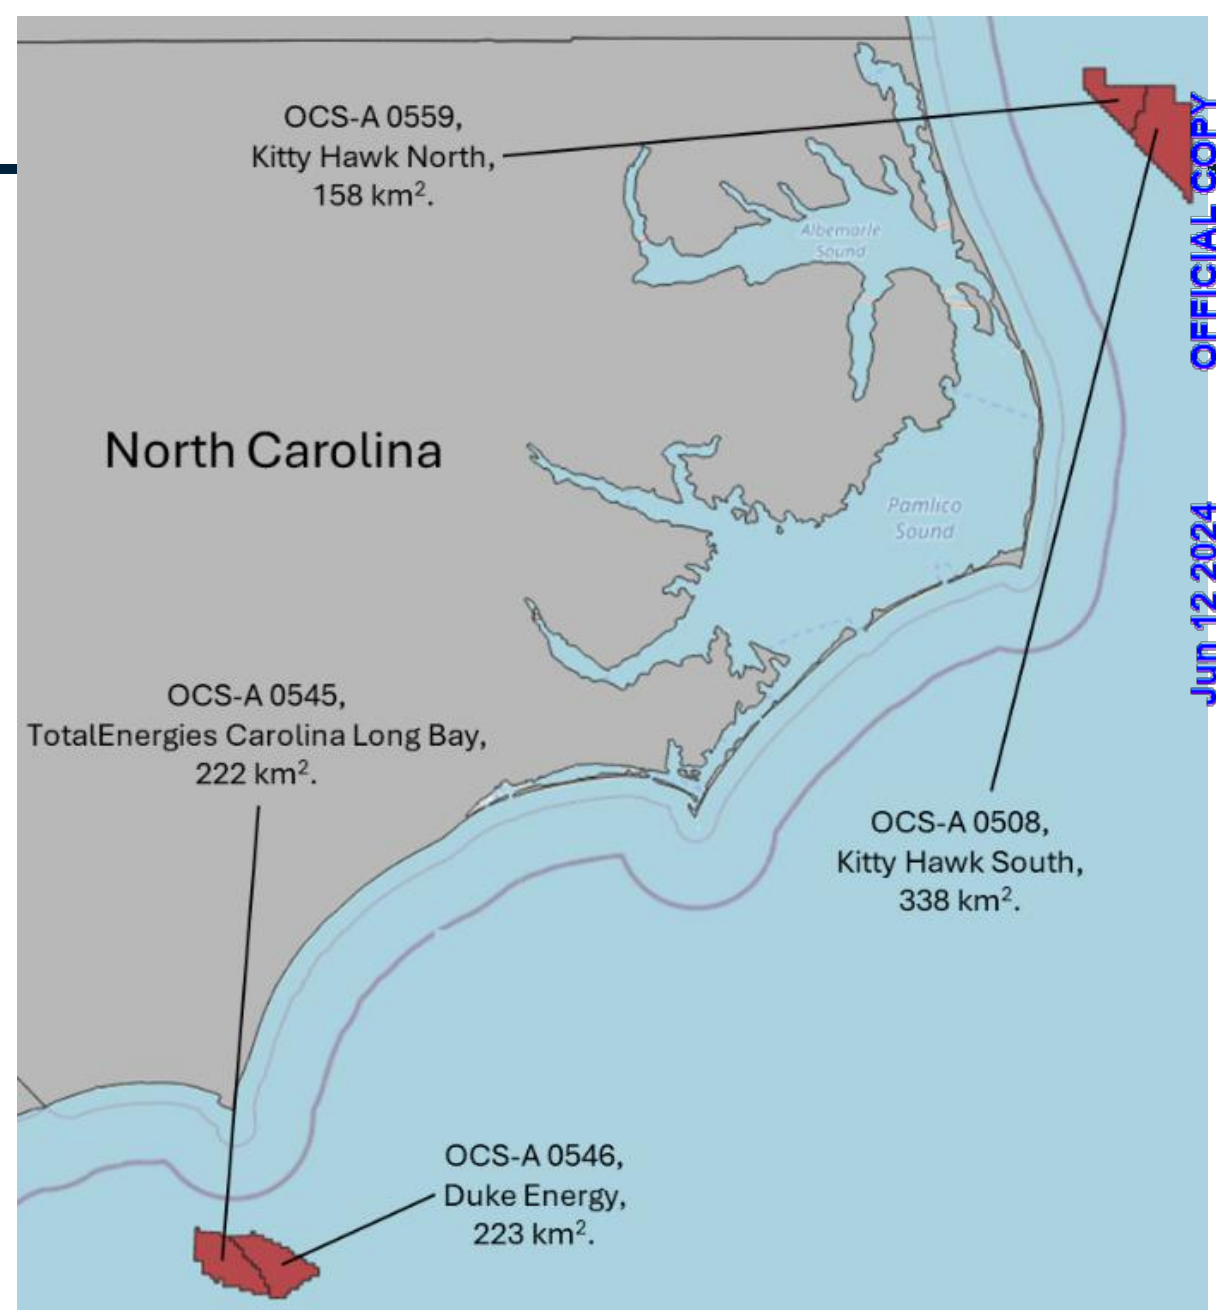 OCS-A 0559,
Kitty Hawk North,
158 km².
Albemarle
Sound
OFFICIAL COPY
North Carolina
Pamlico
Sound
Jun 12 2024
OCS-A 0545,
TotalEnergies Carolina Long Bay,
222 km².
OCS-A 0508,
Kitty Hawk South,
338 km².
OCS-A 0546,
Duke Energy,
223 km².